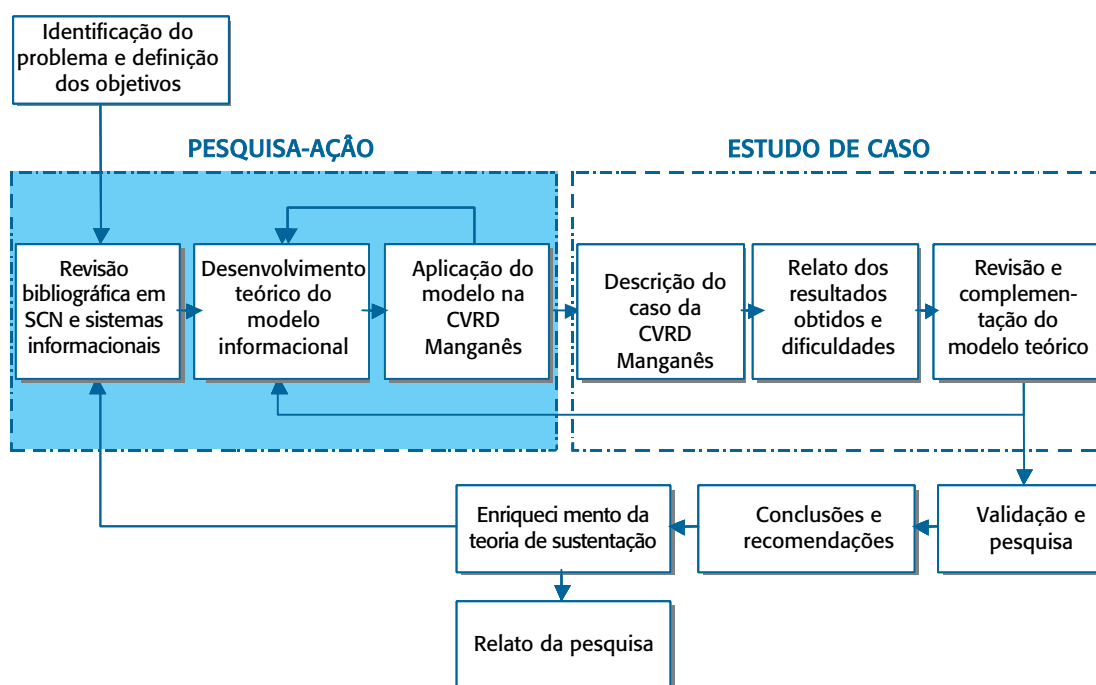 Identificação do
problema e definição
dos objetivos
PESQUISA-AÇÂO
ESTUDO DE CASO
Revisão
bibliográfica em
SCN e sistemas
informacionais
Desenvolvimento
teórico do
modelo
informacional
Aplicação do
modelo na
CVRD
Manganês
Descrição do
caso da
CVRD
Manganês
Relato dos
resultados
obtidos e
dificuldades
Revisão e
complemen-
tação do
modelo teórico
Enriqueci mento da
teoria de sustentação
Conclusões e
recomendações
Validação e
pesquisa
Relato da pesquisa